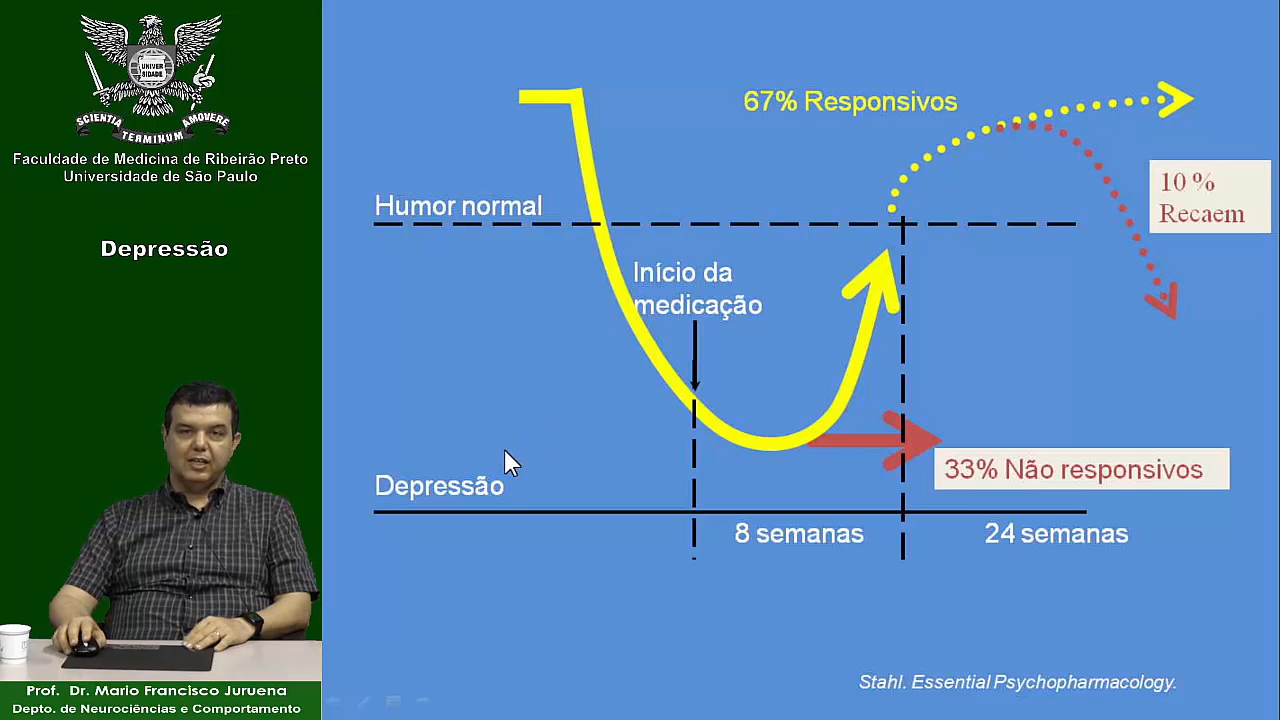 UNIVER
SIDADE
SCIENTIA
TERMINUM
AMOVERE
Faculdade de Medicina de Ribeirão Preto
Universidade de São Paulo
Depressão
Prof. Dr. Mario Francisco Juruena
Depto. de Neurociências e Comportamento
67% Responsivos
10 %
Recaem
Humor normal
Início da
medicação
33% Não responsivos
Depressão
8 semanas
24 semanas
Stahl. Essential Psychopharmacology.